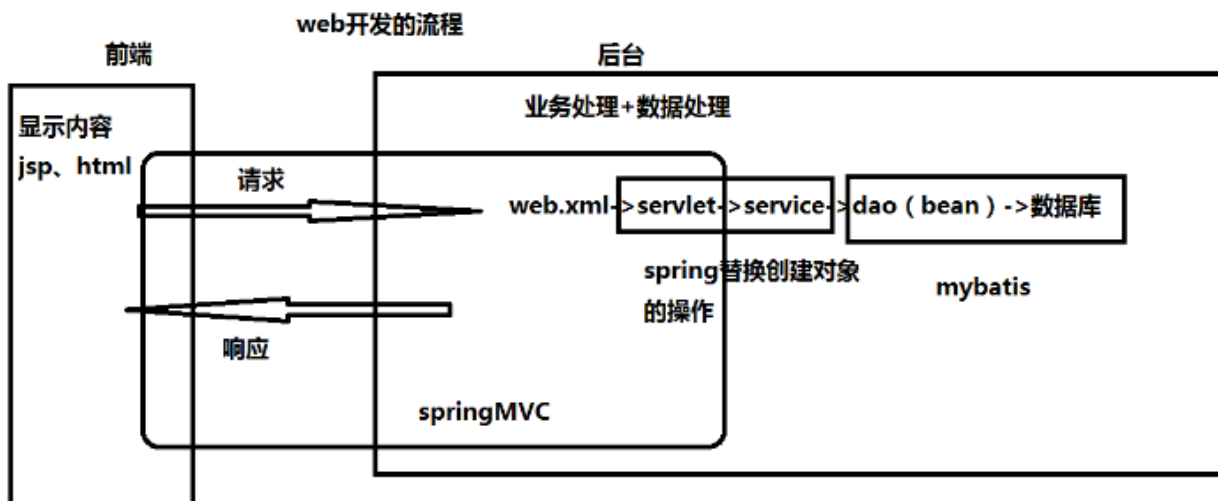 web开发的流程
前端
后台
显示内容
jsp、html
业务处理+数据处理
请求
web.xml->servlet->service->dao（bean）->数据库
spring替换创建对象
的操作
mybatis
响应
springMVC